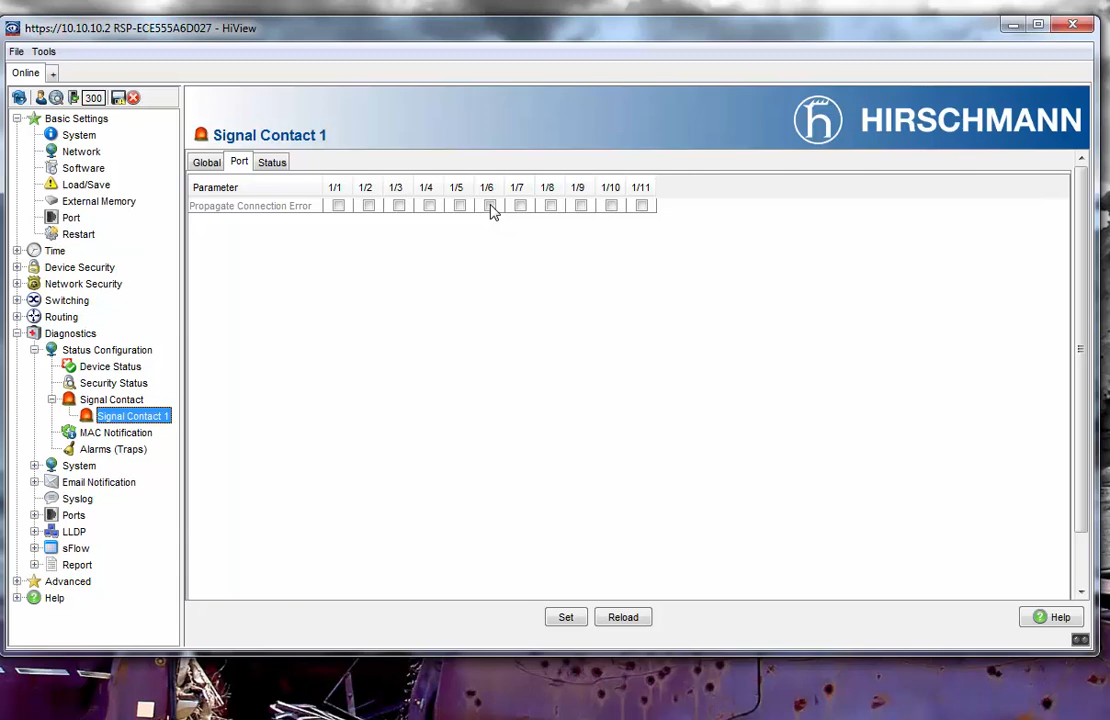 https://10.10.10.2 RSP-ECE555A6D027 - HiView
File Tools
Online +
300
HIRSCHMANN
Signal Contact 1
Global Port Status
Parameter 1/1 1/2 1/3 1/4 1/5 1/6 1/7 1/8 1/9 1/10 1/11
Propagate Connection Error
Basic Settings
System
Network
Software
Load/Save
External Memory
Port
Restart
Time
Device Security
Network Security
Switching
Routing
Diagnostics
Status Configuration
Device Status
Security Status
Signal Contact
Signal Contact 1
MAC Notification
Alarms (Traps)
System
Email Notification
Syslog
Ports
LLDP
sFlow
Report
Advanced
Help
Set Reload Help